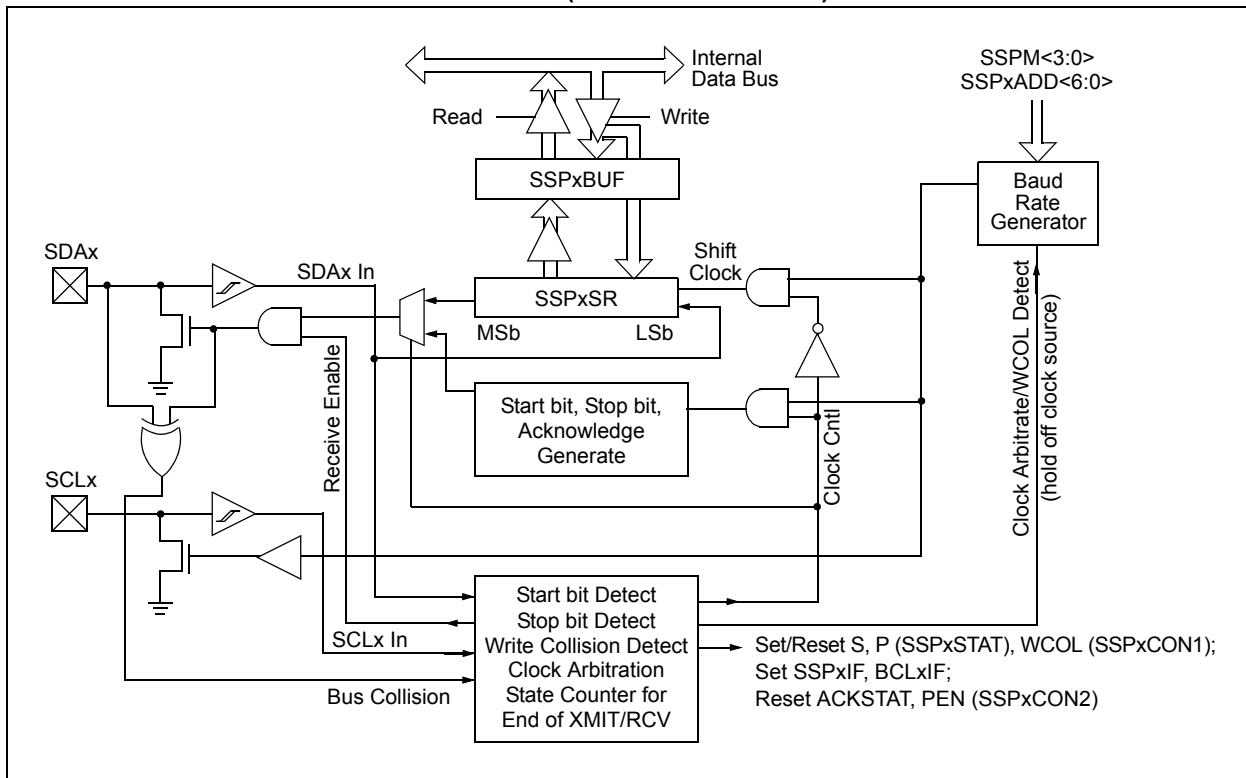 Internal
Data Bus
SSPM<3:0>
SSPxADD<6:0>
Read
Write
SSPxBUF
Baud
Rate
Generator
SDAx
SDAx In
Shift
Clock
SSPxSR
MSb
LSb
Receive Enable
Start bit, Stop bit,
Acknowledge
Generate
Clock Cntl
Clock Arbitrate/WCOL Detect
(hold off clock source)
SCLx
Start bit Detect
Stop bit Detect
SCLx In
Write Collision Detect
Clock Arbitration
Bus Collision
State Counter for
End of XMIT/RCV
Set/Reset S, P (SSPxSTAT), WCOL (SSPxCON1);
Set SSPxIF, BCLxIF;
Reset ACKSTAT, PEN (SSPxCON2)